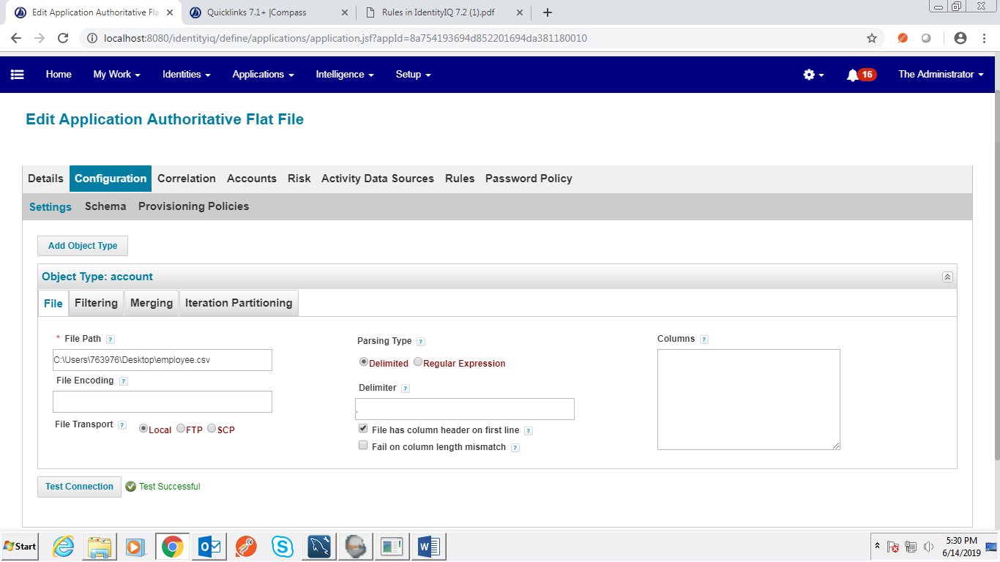 Edit Application Authoritative Fla
Quicklinks 7.1+ |Compass
Rules in IdentityIQ 7.2 (1).pdf
localhost:8080/identityiq/define/applications/application.jsf?appId=8a754193694d852201694da381180010
Home My Work Identities Applications Intelligence Setup 16 The Administrator
Edit Application Authoritative Flat File
Details Configuration Correlation Accounts Risk Activity Data Sources Rules Password Policy
Settings Schema Provisioning Policies
Add Object Type
Object Type: account
File Filtering Merging Iteration Partitioning
* File Path ?
C:\Users\763976\Desktop\employee.csv
File Encoding ?
File Transport ? Local FTP SCP
Parsing Type ?
Delimited Regular Expression
Delimiter ?
,
File has column header on first line ?
Fail on column length mismatch ?
Columns ?
Test Connection Test Successful
Start
5:30 PM
6/14/2019